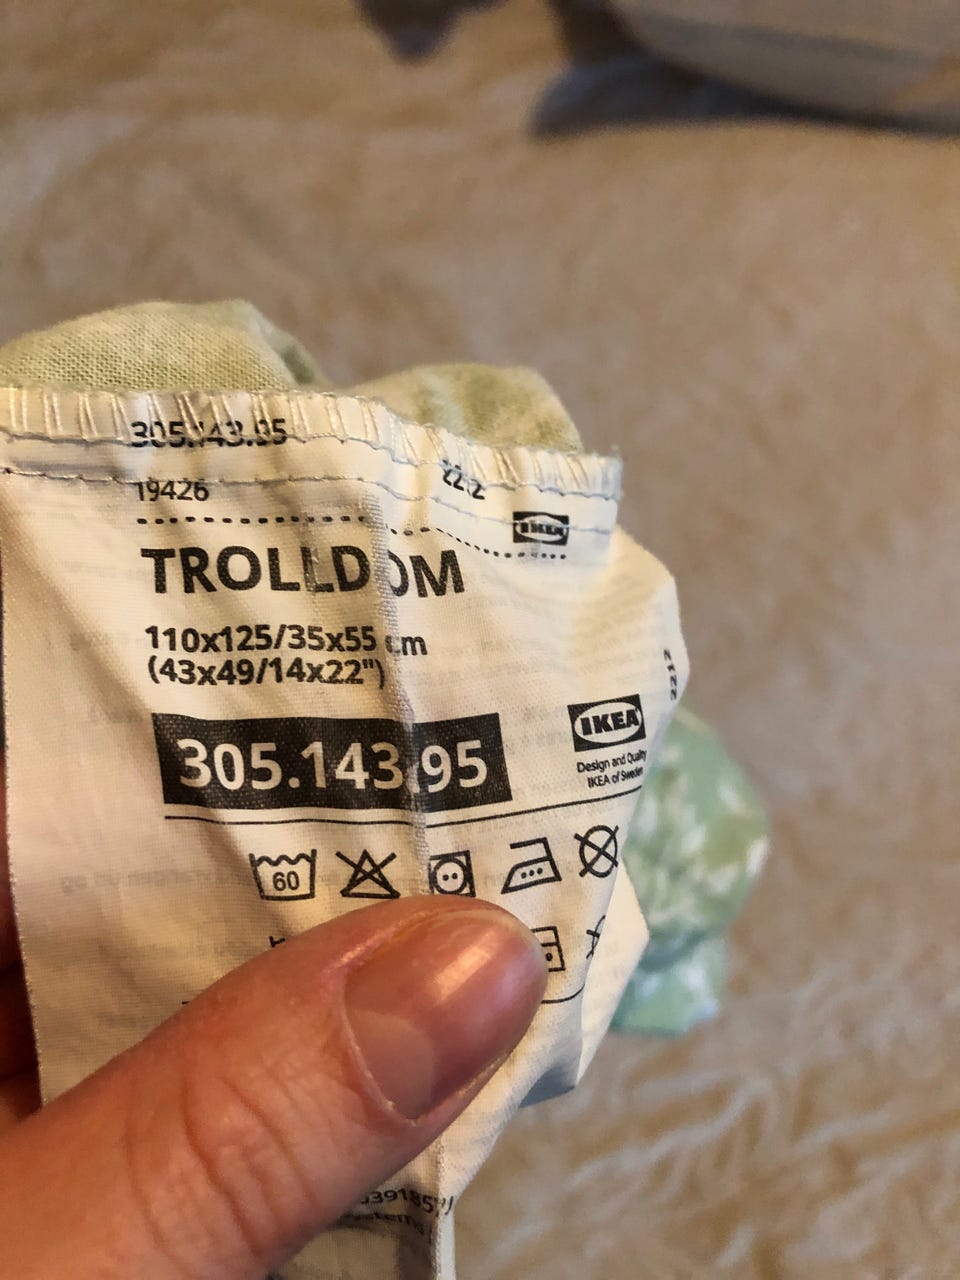 305.143.95
19426
2212
IKEA
TROLLDOM
110x125/35x55 cm
(43x49/14x22")
2212
305.143.95
IKEA
Design and Quality
IKEA of Sweden
60